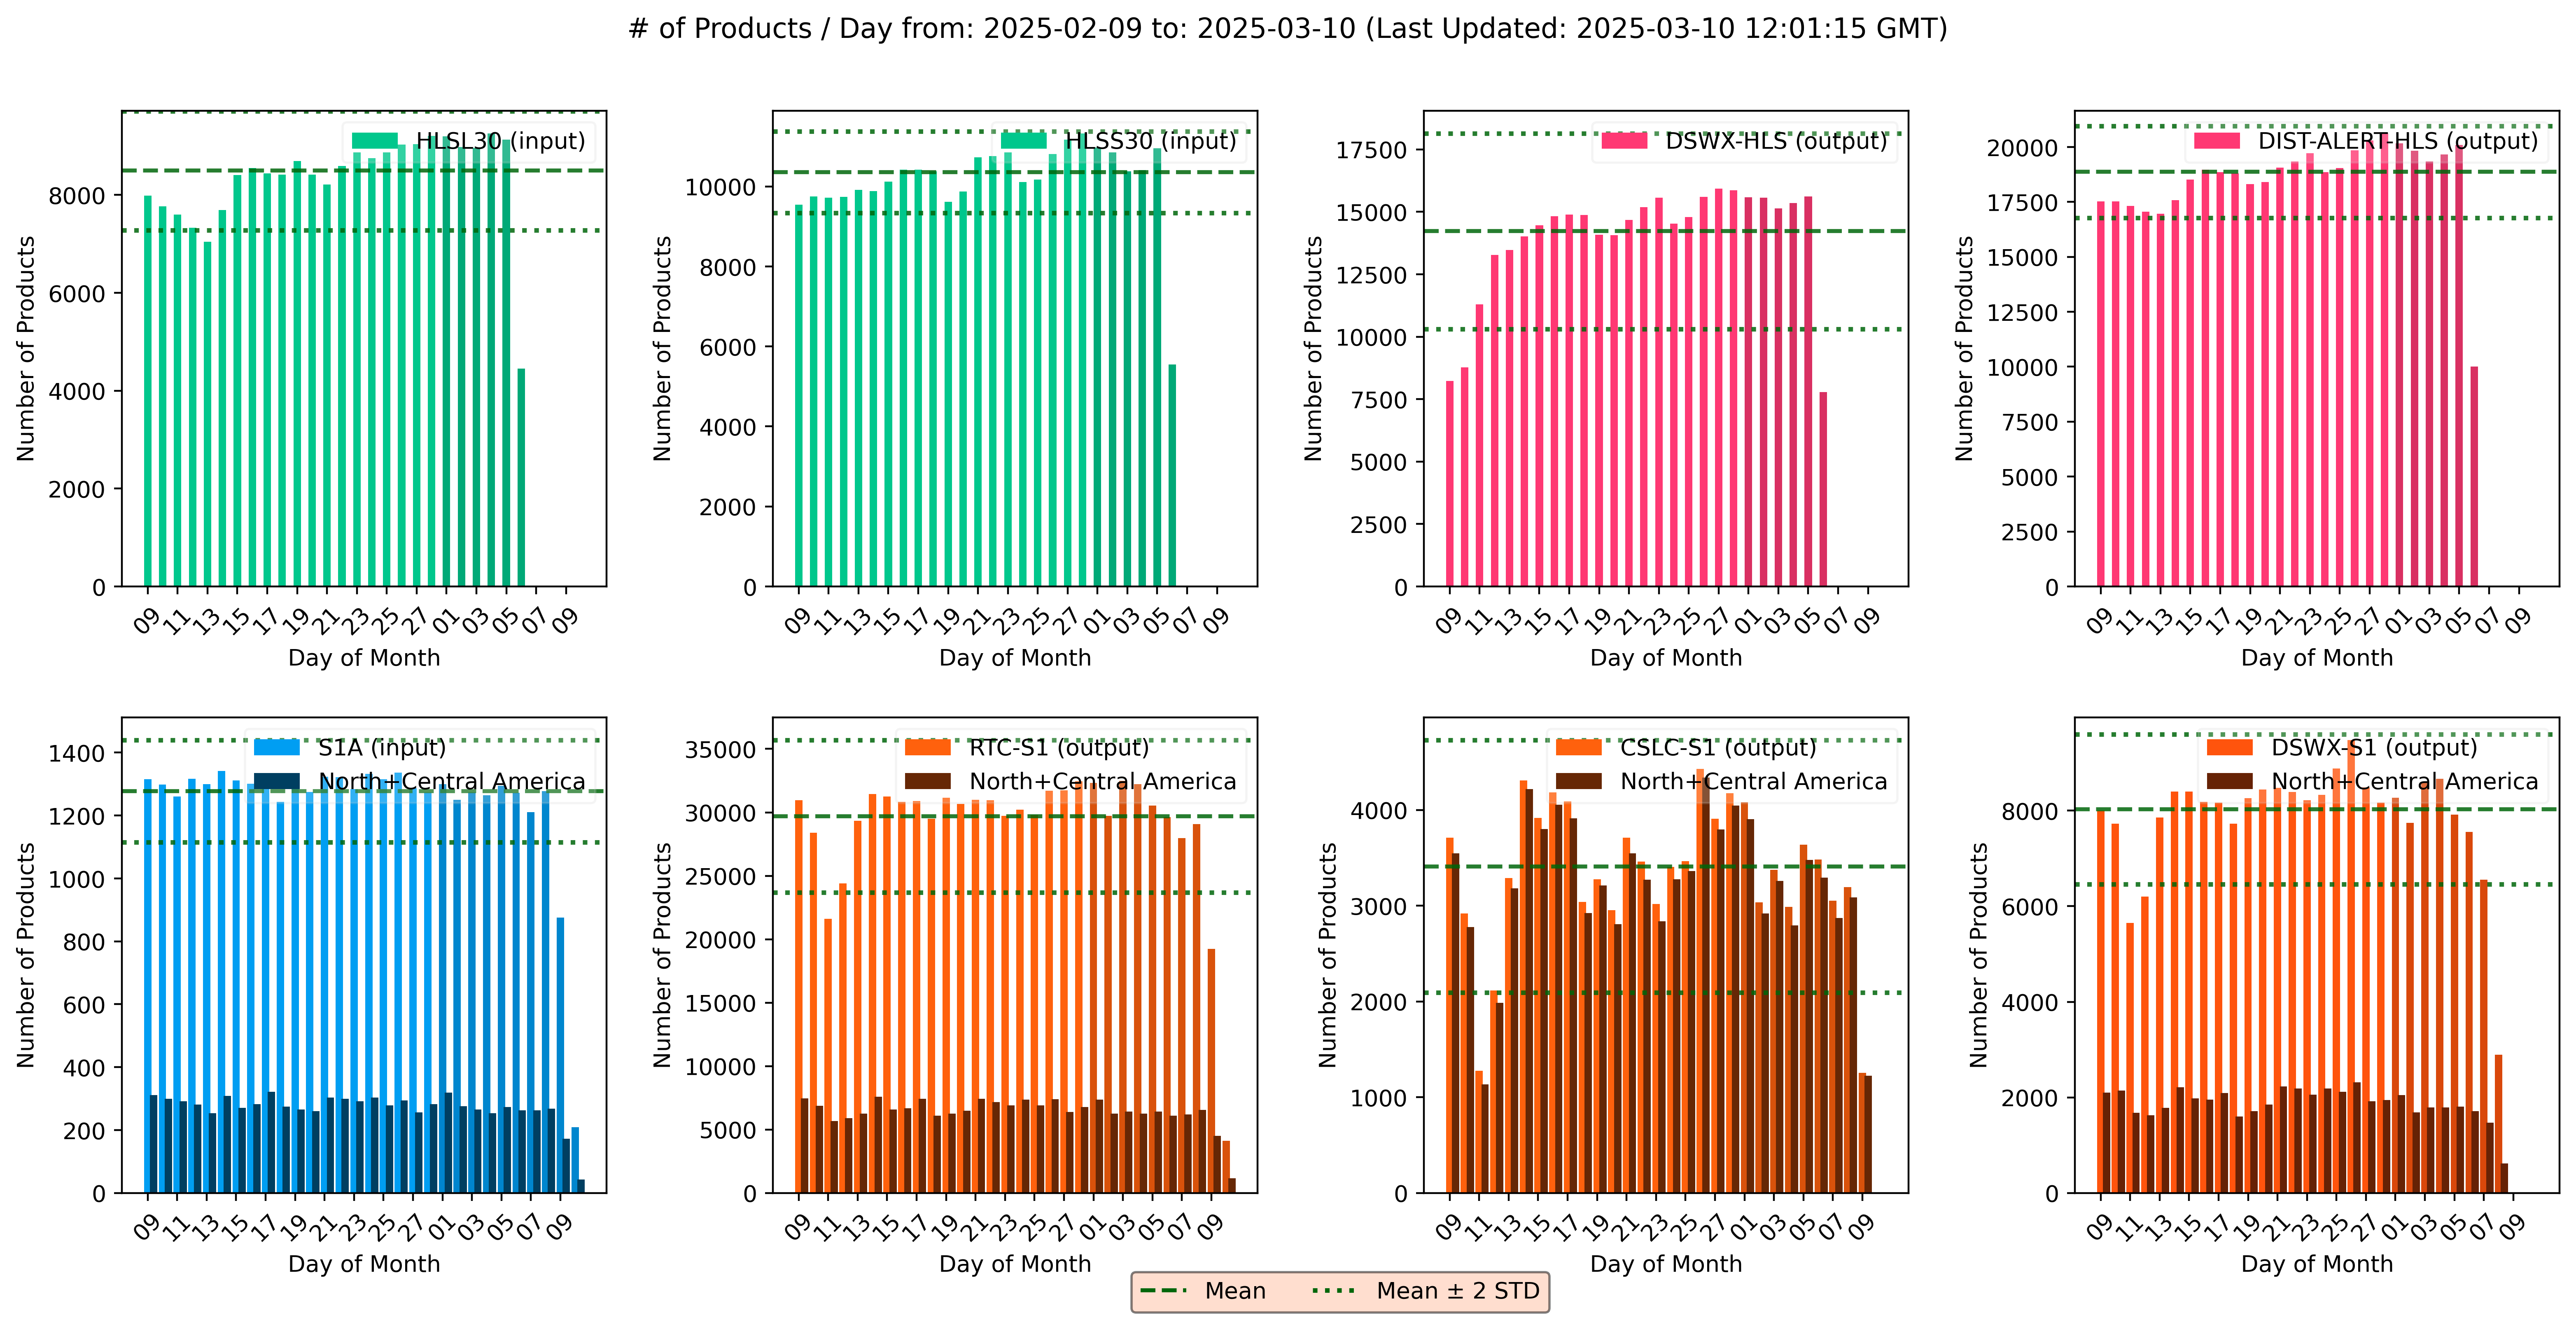 # of Products / Day from: 2025-02-09 to: 2025-03-10 (Last Updated: 2025-03-10 12:01:15 GMT)
HLSL30 (input)
Number of Products
8000
6000
4000
2000
0
09 11 13 15 17 19 21 23 25 27 01 03 05 07 09
Day of Month
HLSS30 (input)
Number of Products
10000
8000
6000
4000
2000
0
09 11 13 15 17 19 21 23 25 27 01 03 05 07 09
Day of Month
DSWX-HLS (output)
Number of Products
17500
15000
12500
10000
7500
5000
2500
0
09 11 13 15 17 19 21 23 25 27 01 03 05 07 09
Day of Month
DIST-ALERT-HLS (output)
Number of Products
20000
17500
15000
12500
10000
7500
5000
2500
0
09 11 13 15 17 19 21 23 25 27 01 03 05 07 09
Day of Month
S1A (input)
North+Central America
Number of Products
1400
1200
1000
800
600
400
200
0
09 11 13 15 17 19 21 23 25 27 01 03 05 07 09
Day of Month
RTC-S1 (output)
North+Central America
Number of Products
35000
30000
25000
20000
15000
10000
5000
0
09 11 13 15 17 19 21 23 25 27 01 03 05 07 09
Day of Month
CSLC-S1 (output)
North+Central America
Number of Products
4000
3000
2000
1000
0
09 11 13 15 17 19 21 23 25 27 01 03 05 07 09
Day of Month
DSWX-S1 (output)
North+Central America
Number of Products
8000
6000
4000
2000
0
09 11 13 15 17 19 21 23 25 27 01 03 05 07 09
Day of Month
Mean
Mean ± 2 STD